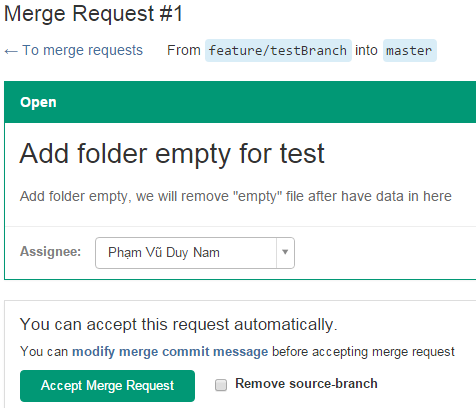 Merge Request #1
← To merge requests From feature/testBranch into master
Open
Add folder empty for test
Add folder empty, we will remove "empty" file after have data in here
Assignee: Phạm Vũ Duy Nam
You can accept this request automatically.
You can modify merge commit message before accepting merge request
Accept Merge Request Remove source-branch